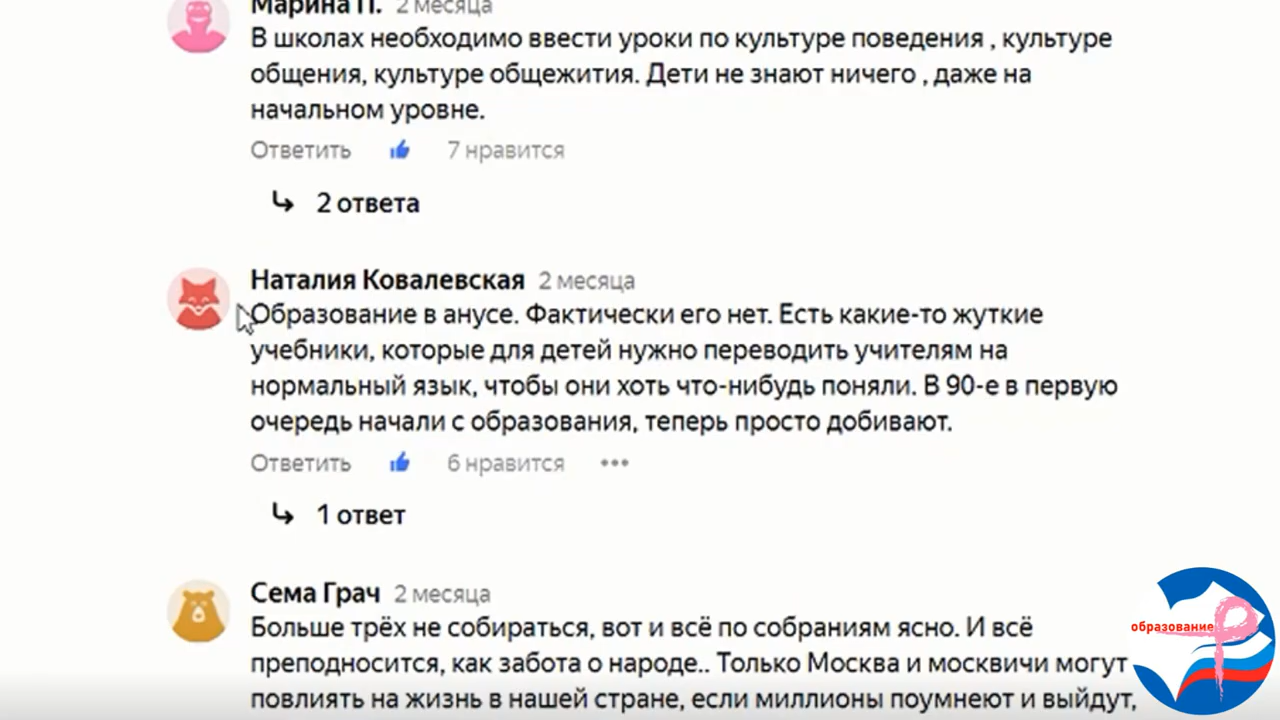 Марина П. 2 месяца
В школах необходимо ввести уроки по культуре поведения , культуре
общения, культуре общежития. Дети не знают ничего , даже на
начальном уровне.
Ответить 7 нравится
2 ответа
Наталия Ковалевская 2 месяца
Образование в анусе. Фактически его нет. Есть какие-то жуткие
учебники, которые для детей нужно переводить учителям на
нормальный язык, чтобы они хоть что-нибудь поняли. В 90-е в первую
очередь начали с образования, теперь просто добивают.
Ответить 6 нравится •••
1 ответ
Сема Грач 2 месяца
Больше трёх не собираться, вот и всё по собраниям ясно. И всё
преподносится, как забота о народе.. Только Москва и москвичи могут
повлиять на жизнь в нашей стране, если миллионы поумнеют и выйдут,
образование Р